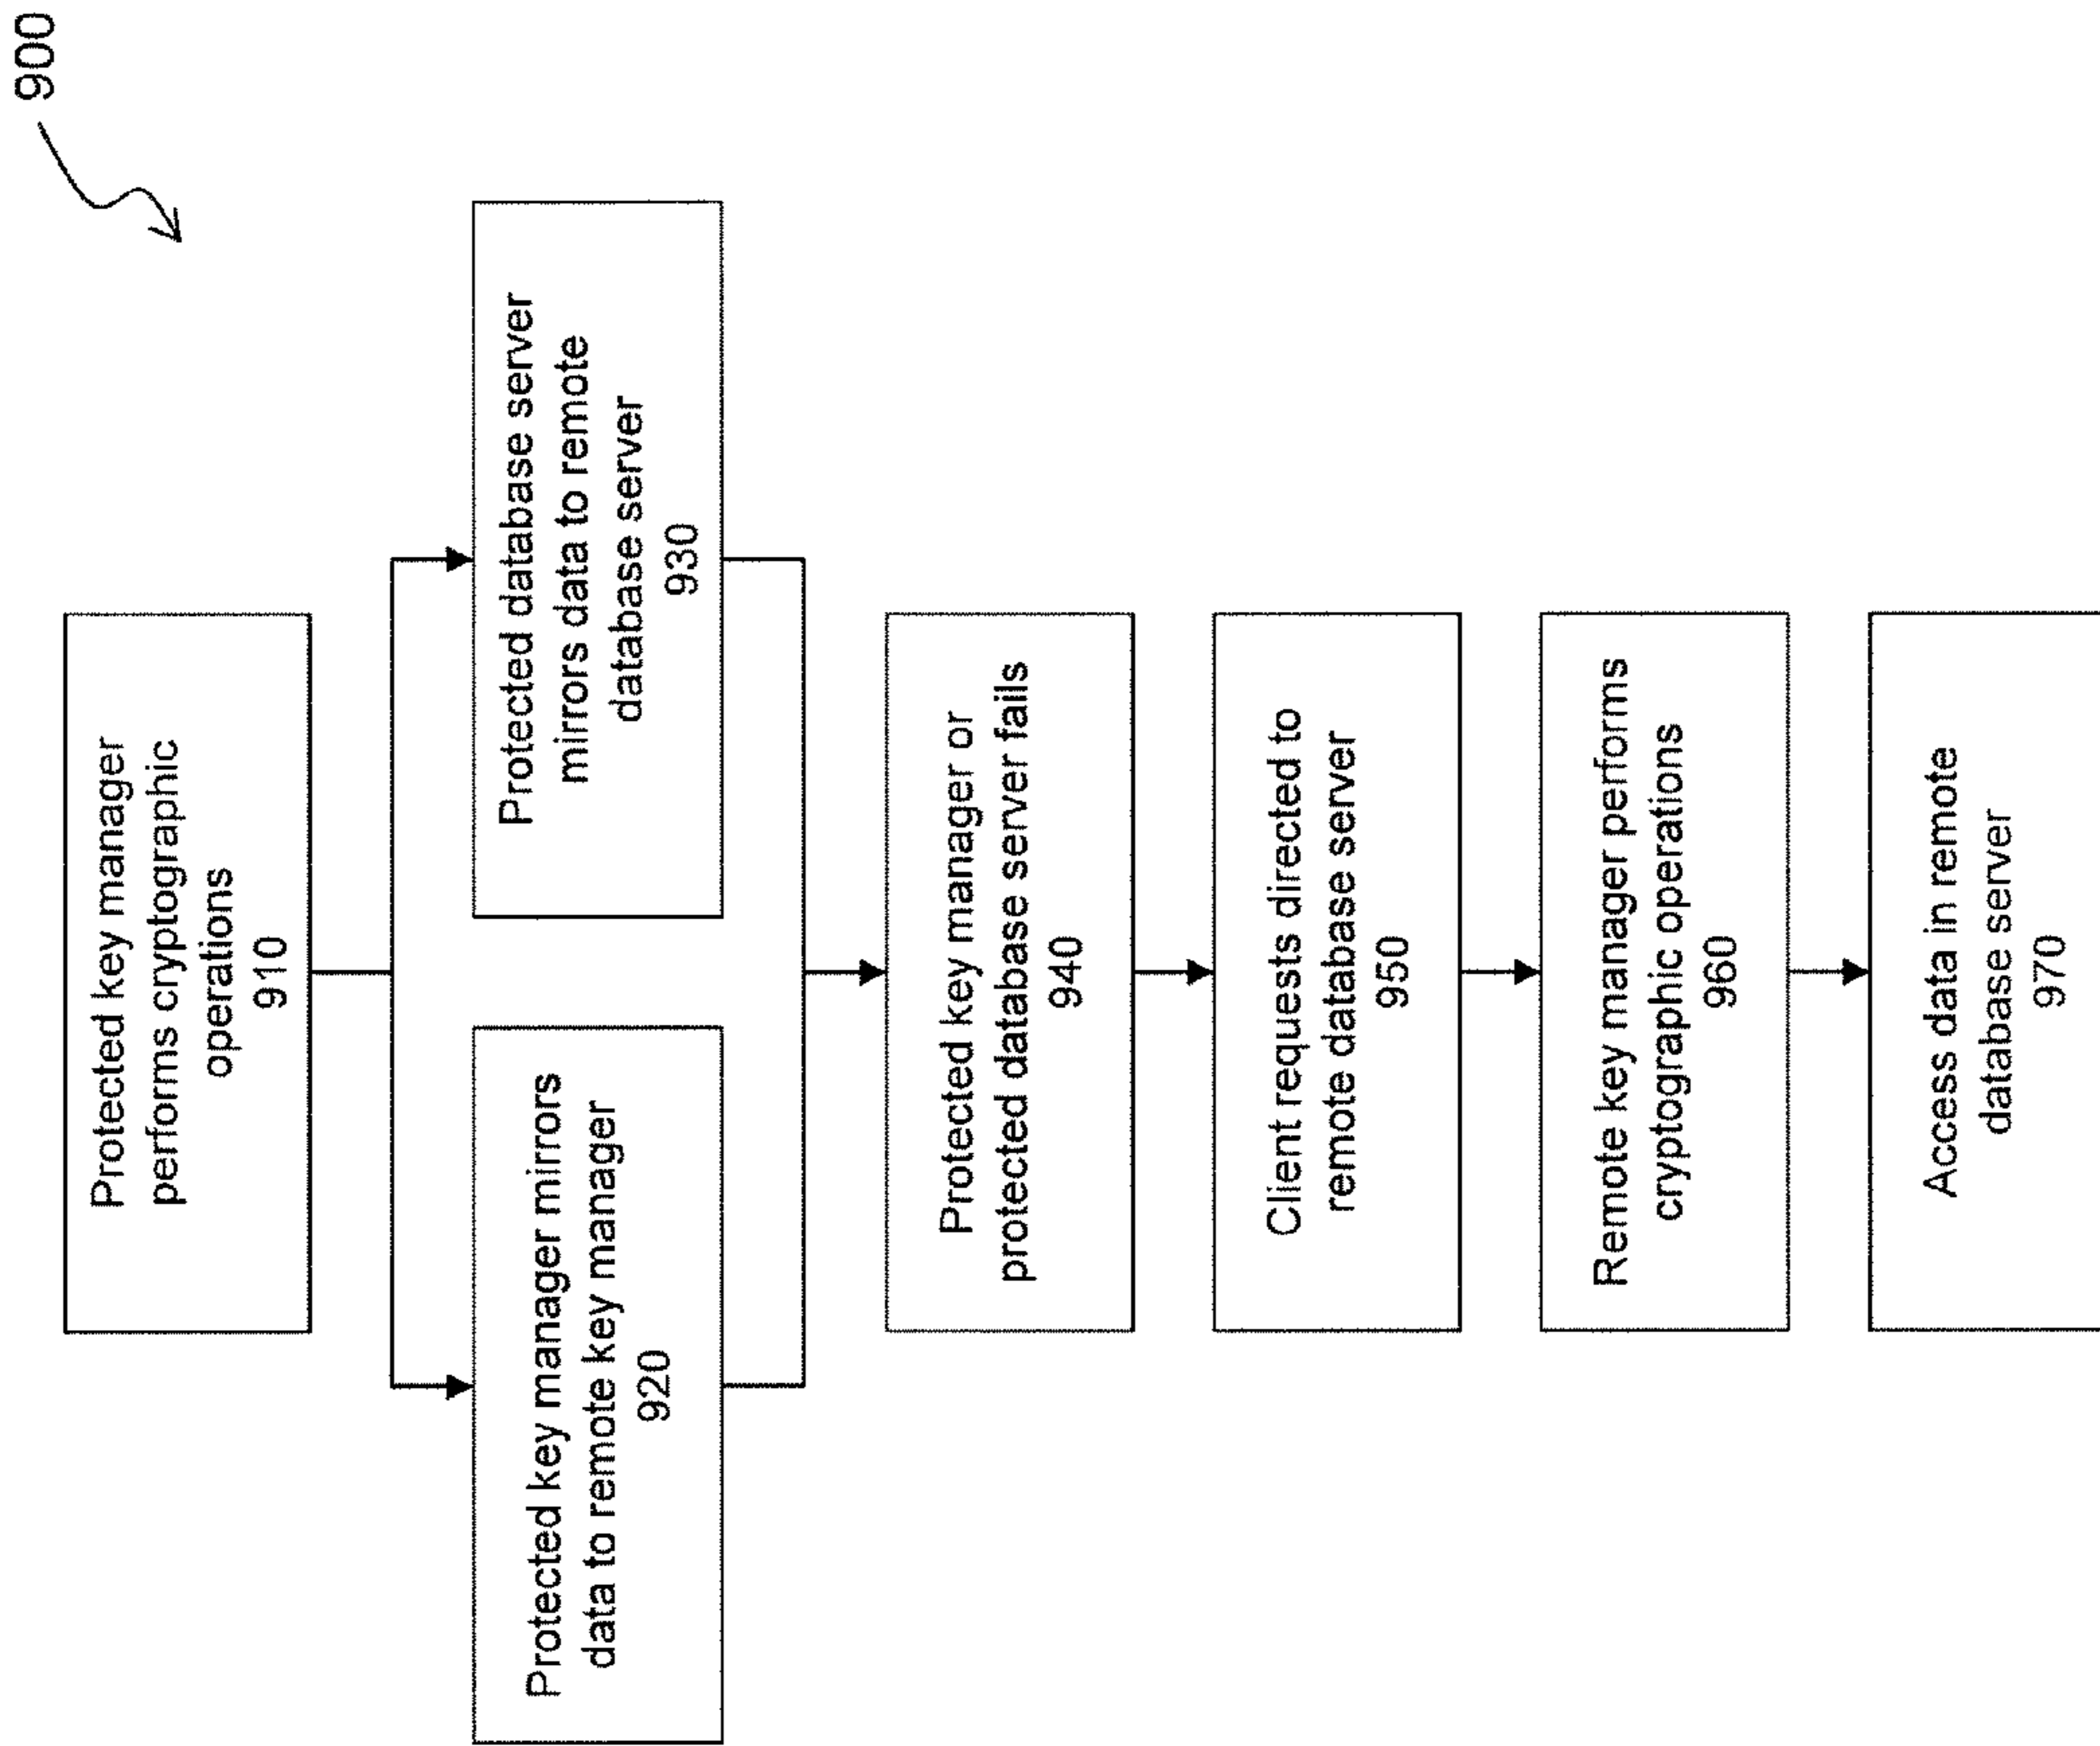 900
Protected key manager
performs cryptographic
operations
910
Protected key manager mirrors
data to remote key manager
920
Protected database server
mirrors data to remote
database server
930
Protected key manager or
protected database server fails
940
Client requests directed to
remote database server
950
Remote key manager performs
cryptographic operations
960
Access data in remote
database server
970